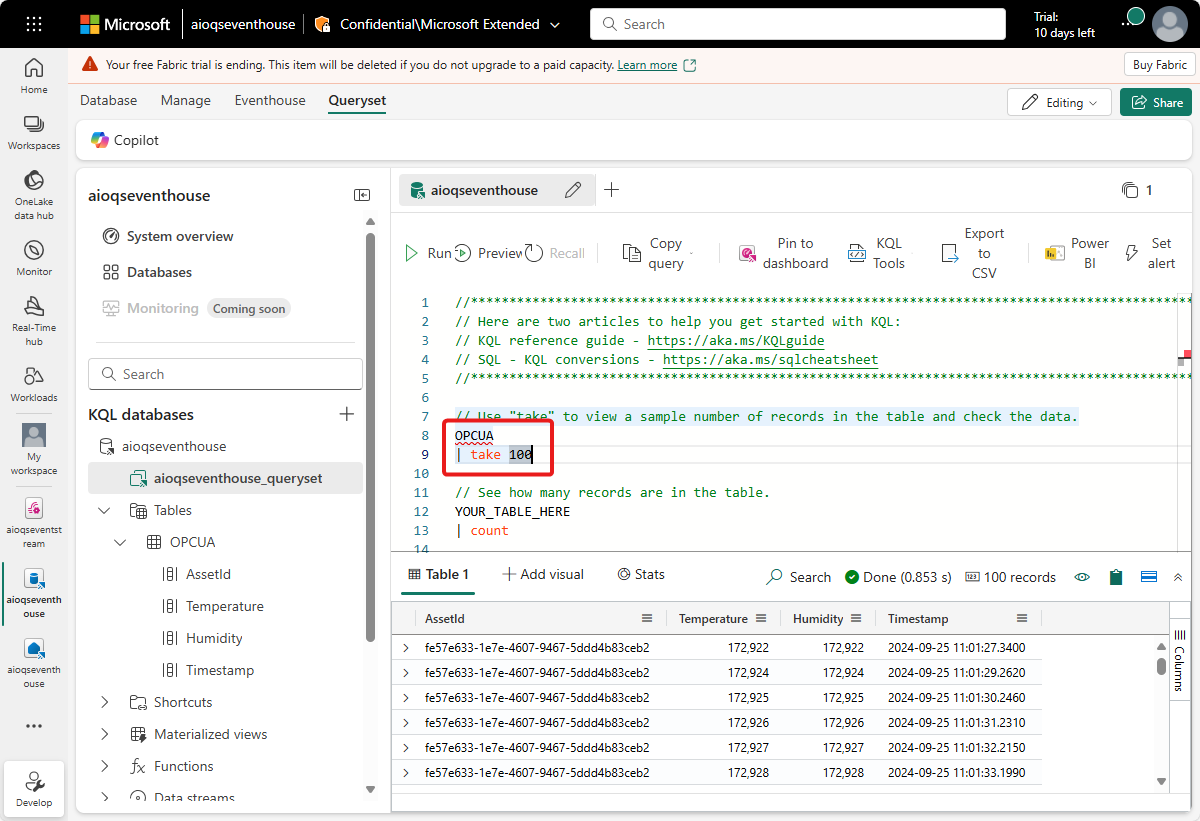 Microsoft
aioqseventhouse
Confidential\Microsoft Extended
Search
Trial:
10 days left
Your free Fabric trial is ending. This item will be deleted if you do not upgrade to a paid capacity. Learn more
Buy Fabric
Home
Workspaces
OneLake
data hub
Monitor
Real-Time
hub
Workloads
My
workspace
aioqseventst
ream
aioqseventh
ouse
aioqseventh
ouse
Develop
Database
Manage
Eventhouse
Queryset
Editing
Share
Copilot
aioqseventhouse
System overview
Databases
Monitoring
Coming soon
Search
KQL databases
aioqseventhouse
aioqseventhouse_queryset
Tables
OPCUA
AssetId
Temperature
Humidity
Timestamp
Shortcuts
Materialized views
Functions
Data streams
aioqseventhouse
1
Run
Preview
Recall
Copy
query
Pin to
dashboard
KQL
Tools
Export
to
CSV
Power
BI
Set
alert
1 //***********************************************************************************************
2 // Here are two articles to help you get started with KQL:
3 // KQL reference guide - https://aka.ms/KQLguide
4 // SQL - KQL conversions - https://aka.ms/sqlcheatsheet
5 //***********************************************************************************************
6
7 // Use "take" to view a sample number of records in the table and check the data.
8 OPCUA
9 | take 100
10
11 // See how many records are in the table.
12 YOUR_TABLE_HERE
13 | count
14
Table 1
Add visual
Stats
Search
Done (0.853 s)
123 100 records
AssetId Temperature Humidity Timestamp
fe57e633-1e7e-4607-9467-5ddd4b83ceb2 172,922 172,922 2024-09-25 11:01:27.3400
fe57e633-1e7e-4607-9467-5ddd4b83ceb2 172,924 172,924 2024-09-25 11:01:29.2620
fe57e633-1e7e-4607-9467-5ddd4b83ceb2 172,925 172,925 2024-09-25 11:01:30.2460
fe57e633-1e7e-4607-9467-5ddd4b83ceb2 172,926 172,926 2024-09-25 11:01:31.2310
fe57e633-1e7e-4607-9467-5ddd4b83ceb2 172,927 172,927 2024-09-25 11:01:32.2150
fe57e633-1e7e-4607-9467-5ddd4b83ceb2 172,928 172,928 2024-09-25 11:01:33.1990
Columns